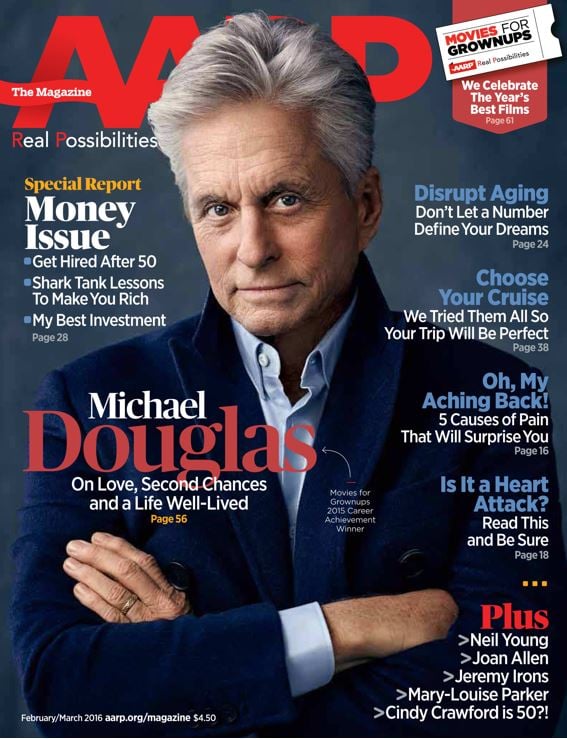 AARP
The Magazine
Real Possibilities
MOVIES FOR
GROWNUPS
AARP Real Possibilities
We Celebrate
The Year's
Best Films
Page 61
Special Report
Money
Issue
Get Hired After 50
Shark Tank Lessons
To Make You Rich
My Best Investment
Page 28
Disrupt Aging
Don't Let a Number
Define Your Dreams
Page 24
Choose
Your Cruise
We Tried Them All So
Your Trip Will Be Perfect
Page 38
Oh, My
Aching Back!
5 Causes of Pain
That Will Surprise You
Page 16
Is It a Heart
Attack?
Read This
and Be Sure
Page 18
...
Michael
Douglas
On Love, Second Chances
and a Life Well-Lived
Page 56
Movies for
Grownups
2015 Career
Achievement
Winner
Plus
>Neil Young
>Joan Allen
>Jeremy Irons
>Mary-Louise Parker
>Cindy Crawford is 50?!
February/March 2016 aarp.org/magazine $4.50